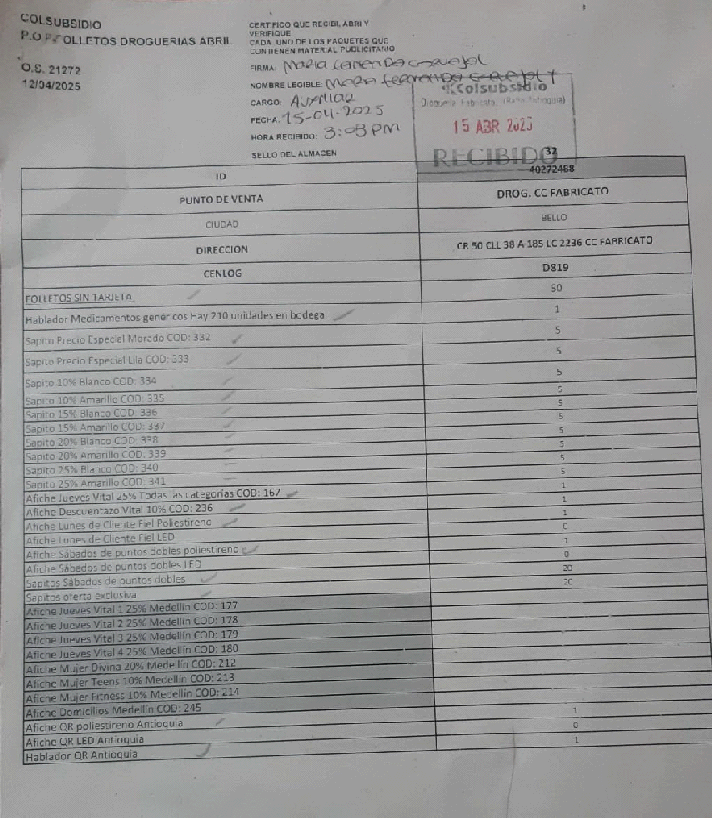 COLSUBSIDIO
P.O.P FOLLETOS DROGUERIAS ABRIL
O.S. 21272
12/04/2025
CERTIFICO QUE RECIBI, ABRI Y
VERIFIQUE
CADA UNO DE LOS PAQUETES QUE
CONTIENEN MATERIAL PUBLICITARIO
FIRMA: Maria
NOMBRE LEGIBLE: Maria Fernanda
CARGO: Auxiliar
FECHA: 15-04-2025
HORA RECIBIDO: 3:03 PM
SELLO DEL ALMACEN
Colsubsidio
15 ABR 2025
RECIBIDO
32
ID 40272468
PUNTO DE VENTA DROG. CC FABRICATO
CIUDAD BELLO
DIRECCION CR 50 CLL 38 A 185 LC 2236 CC FABRICATO
CENLOG D819
FOLLETOS SIN TARJETA 50
Hablador Medicamentos genericos Hay 210 unidades en bodega 1
Sapito Precio Especial Morado COD: 332 5
Sapito Precio Especial Lila COD: 333 5
Sapito 10% Blanco COD: 334 5
Sapito 10% Amarillo COD: 335 5
Sapito 15% Blanco COD: 336 5
Sapito 15% Amarillo COD: 337 5
Sapito 20% Blanco COD: 338 5
Sapito 20% Amarillo COD: 339 5
Sapito 25% Blanco COD: 340 5
Sapito 25% Amarillo COD: 341 5
Afiche Jueves Vital 25% Todas las categorías COD: 167 1
Afiche Descuentazo Vital 10% COD: 236 1
Afiche Lunes de Cliente Fiel Poliestireno 1
Afiche Lunes de Cliente Fiel LED 0
Afiche Sábados de puntos dobles poliestireno 1
Afiche Sábados de puntos dobles LED 0
Sapitos Sábados de puntos dobles 20
Sapitos oferta exclusiva 20
Afiche Jueves Vital 1 25% Medellin COD: 177
Afiche Jueves Vital 2 25% Medellin COD: 178
Afiche Jueves Vital 3 25% Medellin COD: 179
Afiche Jueves Vital 4 25% Medellin COD: 180
Afiche Mujer Divina 20% Medellin COD: 212
Afiche Mujer Teens 10% Medellin COD: 213
Afiche Mujer Fitness 10% Medellin COD: 214
Afiche Domicilios Medellin COD: 245
Afiche QR poliestireno Antioquia 1
Afiche QR LED Antioquia 0
Hablador QR Antioquia 1